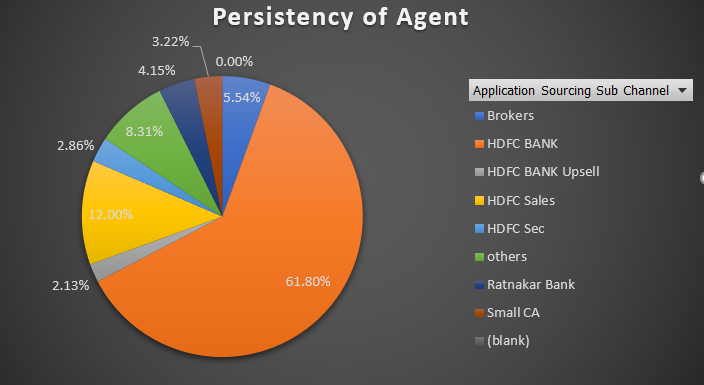 Persistency of Agent
3.22%
0.00%
4.15%
5.54%
8.31%
2.86%
12.00%
2.13%
61.80%
Application Sourcing Sub Channel
Brokers
HDFC BANK
HDFC BANK Upsell
HDFC Sales
HDFC Sec
others
Ratnakar Bank
Small CA
(blank)